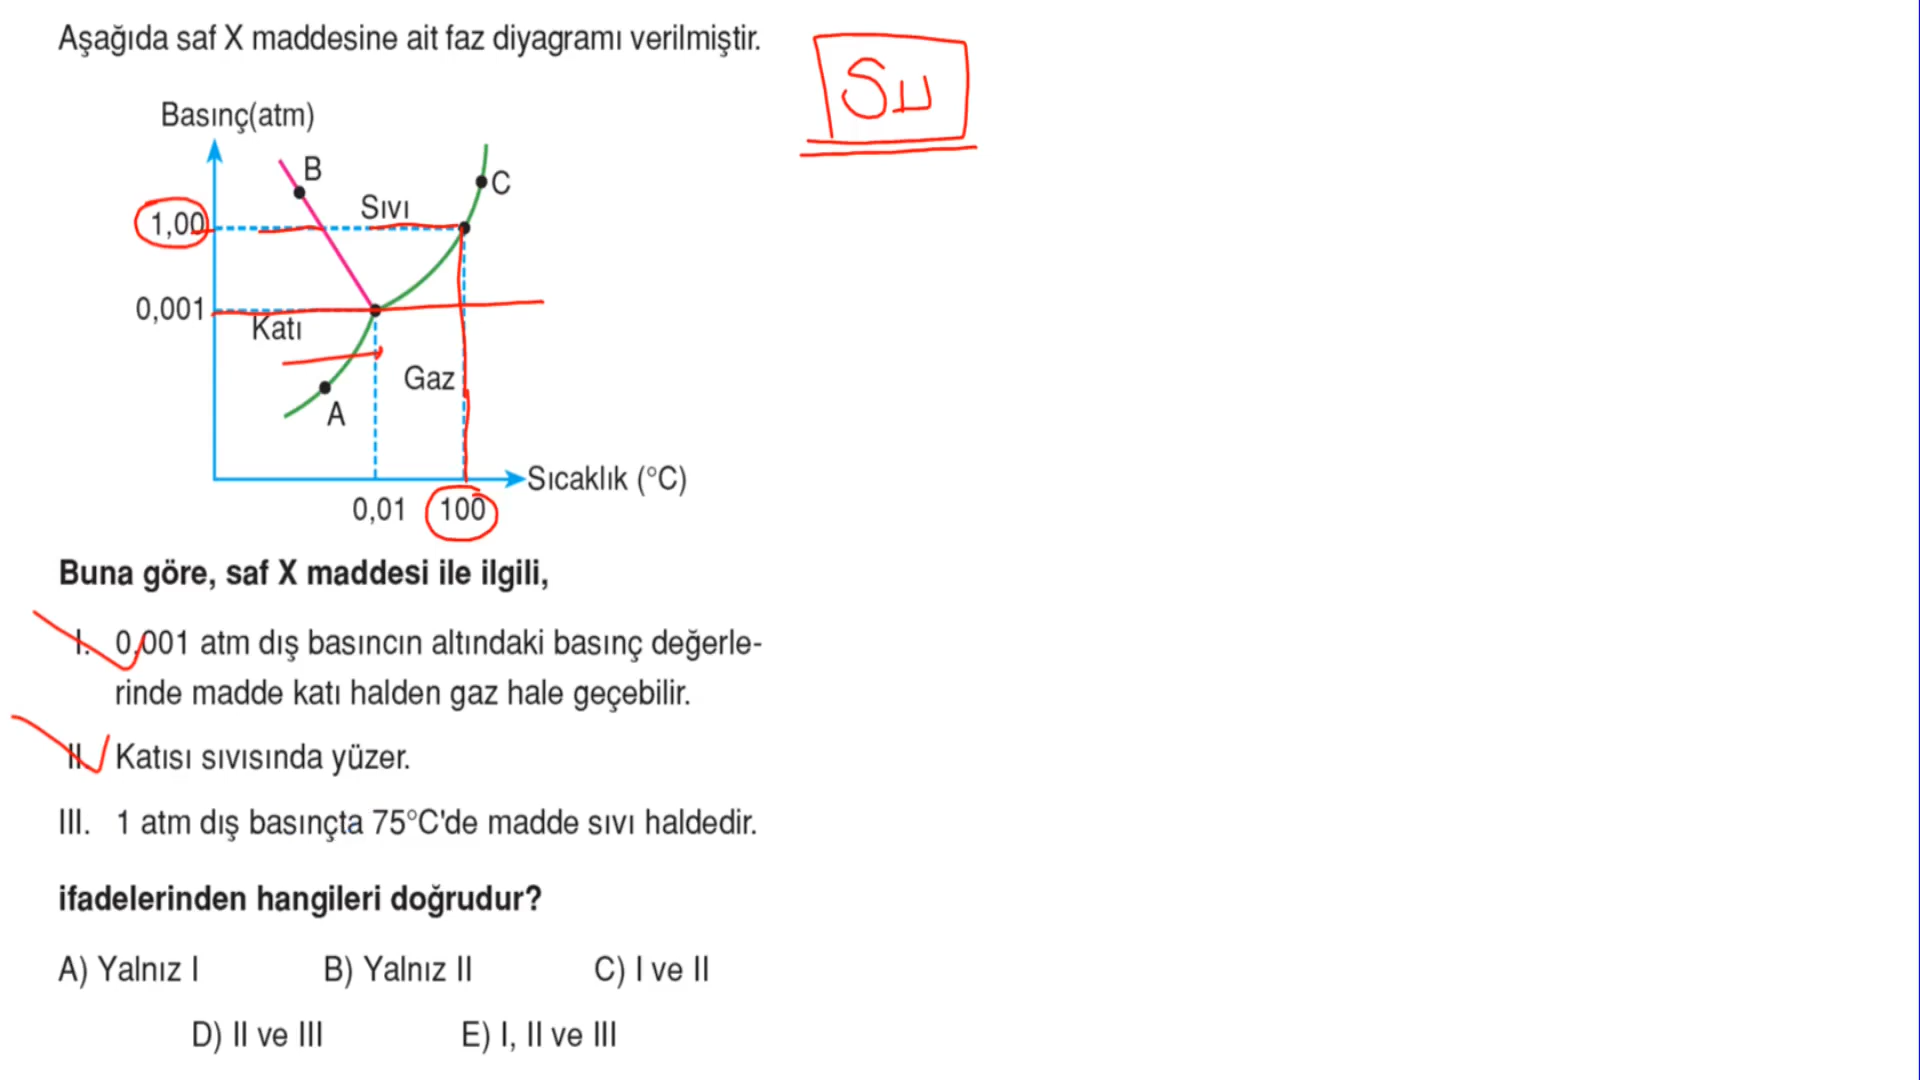 Aşağıda saf X maddesine ait faz diyagramı verilmiştir.
Su
Basınç(atm)
B
C
Sıvı
1,00
0,001
Katı
Gaz
A
Sıcaklık (°C)
0,01 100
Buna göre, saf X maddesi ile ilgili,
I. 0,001 atm dış basıncın altındaki basınç değerle-
rinde madde katı halden gaz hale geçebilir.
II. Katısı sıvısında yüzer.
III. 1 atm dış basınçta 75°C'de madde sıvı haldedir.
ifadelerinden hangileri doğrudur?
A) Yalnız I B) Yalnız II C) I ve II
D) II ve III E) I, II ve III